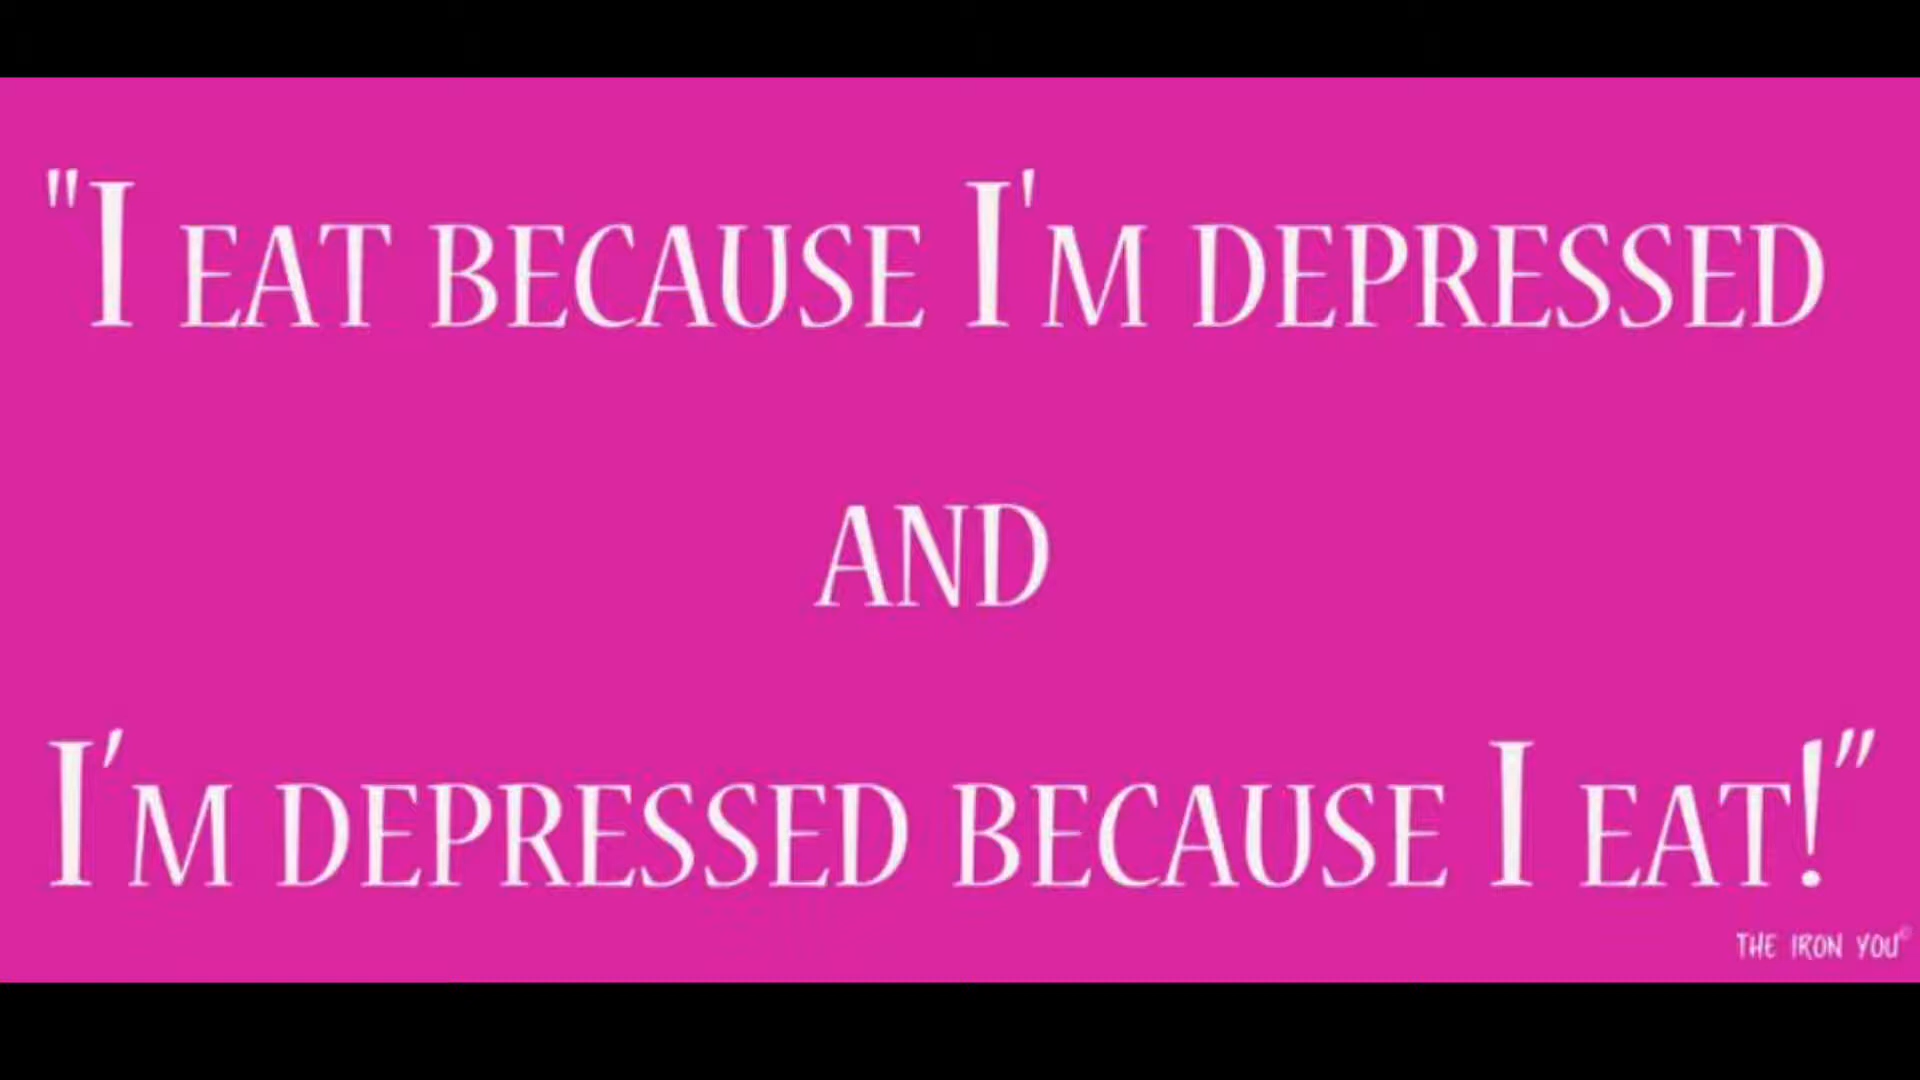 "I EAT BECAUSE I'M DEPRESSED
AND
I'M DEPRESSED BECAUSE I EAT!"
THE IRON YOU©